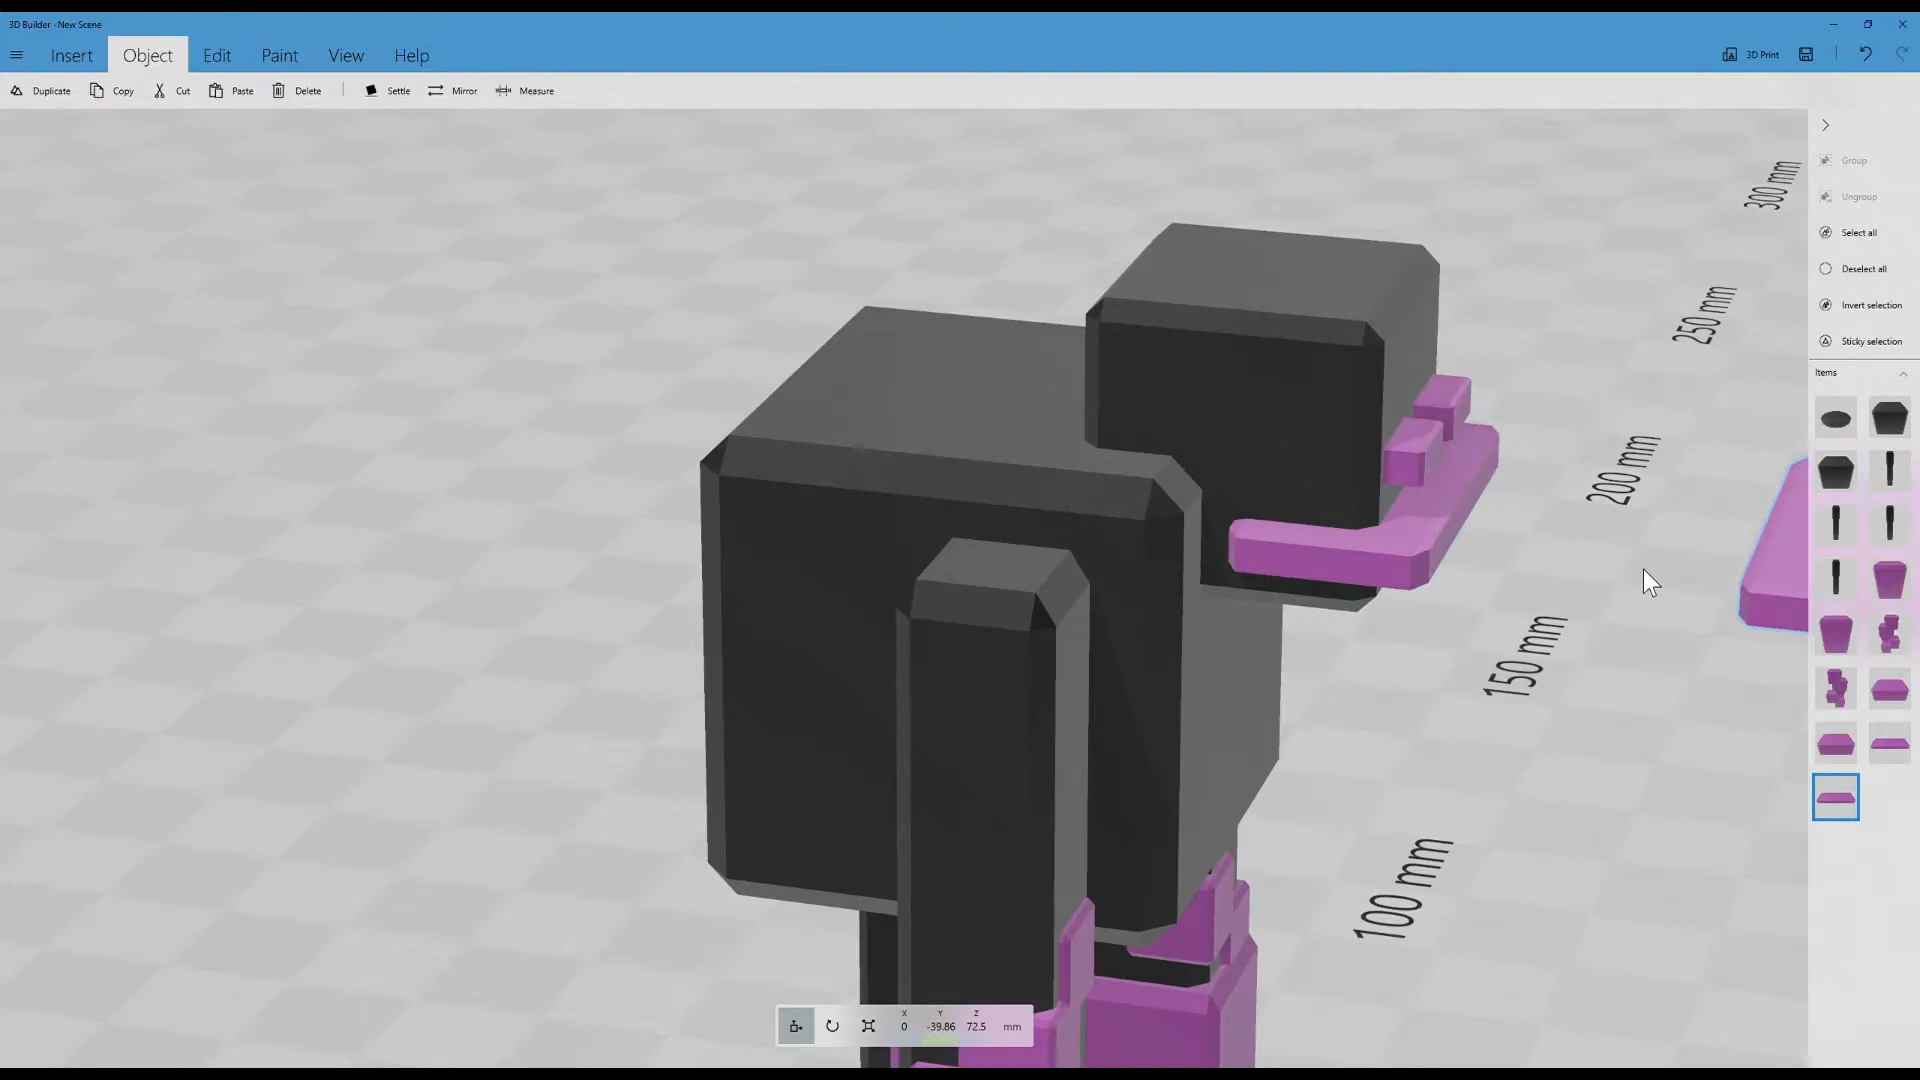 3D Builder - New Scene
Insert Object Edit Paint View Help
3D Print
Duplicate Copy Cut Paste Delete Settle Mirror Measure
Group
Ungroup
Select all
Deselect all
Invert selection
Sticky selection
Items
300 mm
250 mm
200 mm
150 mm
100 mm
X Y Z
0 -39.86 72.5 mm